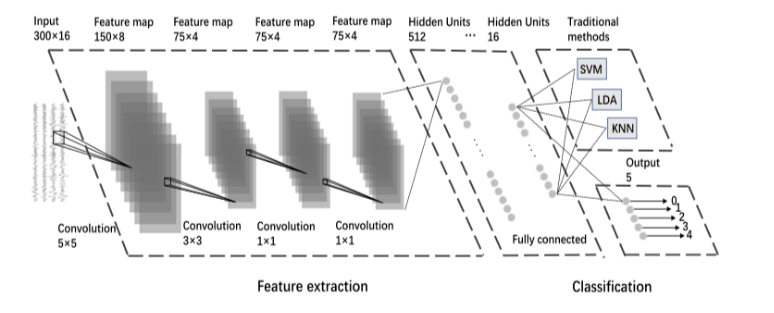 Input
300×16
Feature map
150×8
Feature map
75×4
Feature map
75×4
Feature map
75×4
Hidden Units
512
...
Hidden Units
16
Traditional
methods
SVM
LDA
KNN
Output
5
0
1
2
3
4
Convolution
5×5
Convolution
3×3
Convolution
1×1
Convolution
1×1
Fully connected
Feature extraction
Classification